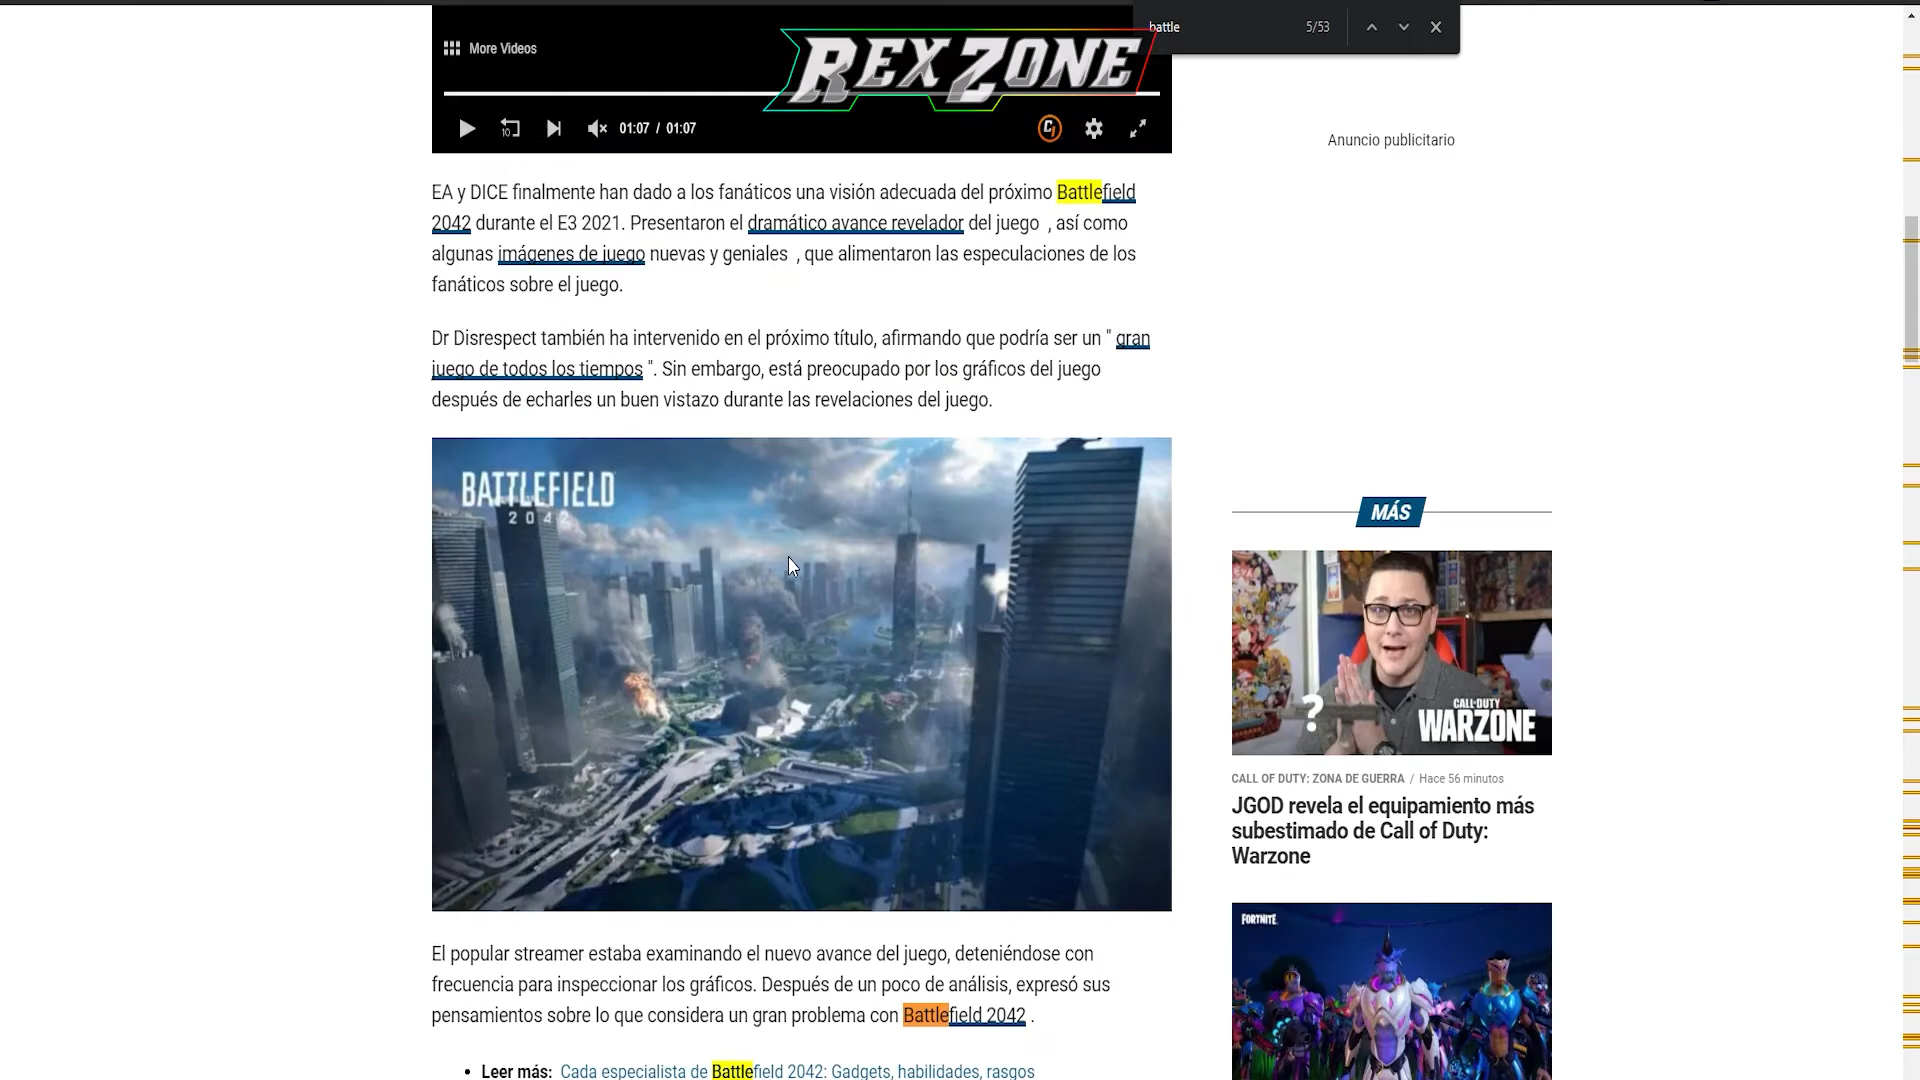 battle
5/53
More Videos
REX ZONE
10
01:07 / 01:07
EA y DICE finalmente han dado a los fanáticos una visión adecuada del próximo Battlefield
2042 durante el E3 2021. Presentaron el dramático avance revelador del juego , así como
algunas imágenes de juego nuevas y geniales , que alimentaron las especulaciones de los
fanáticos sobre el juego.
Dr Disrespect también ha intervenido en el próximo título, afirmando que podría ser un " gran
juego de todos los tiempos ". Sin embargo, está preocupado por los gráficos del juego
después de echarles un buen vistazo durante las revelaciones del juego.
BATTLEFIELD
2042
El popular streamer estaba examinando el nuevo avance del juego, deteniéndose con
frecuencia para inspeccionar los gráficos. Después de un poco de análisis, expresó sus
pensamientos sobre lo que considera un gran problema con Battlefield 2042 .
• Leer más: Cada especialista de Battlefield 2042: Gadgets, habilidades, rasgos
Anuncio publicitario
MÁS
?
CALL OF DUTY
WARZONE
CALL OF DUTY: ZONA DE GUERRA / Hace 56 minutos
JGOD revela el equipamiento más
subestimado de Call of Duty:
Warzone
FORTNITE